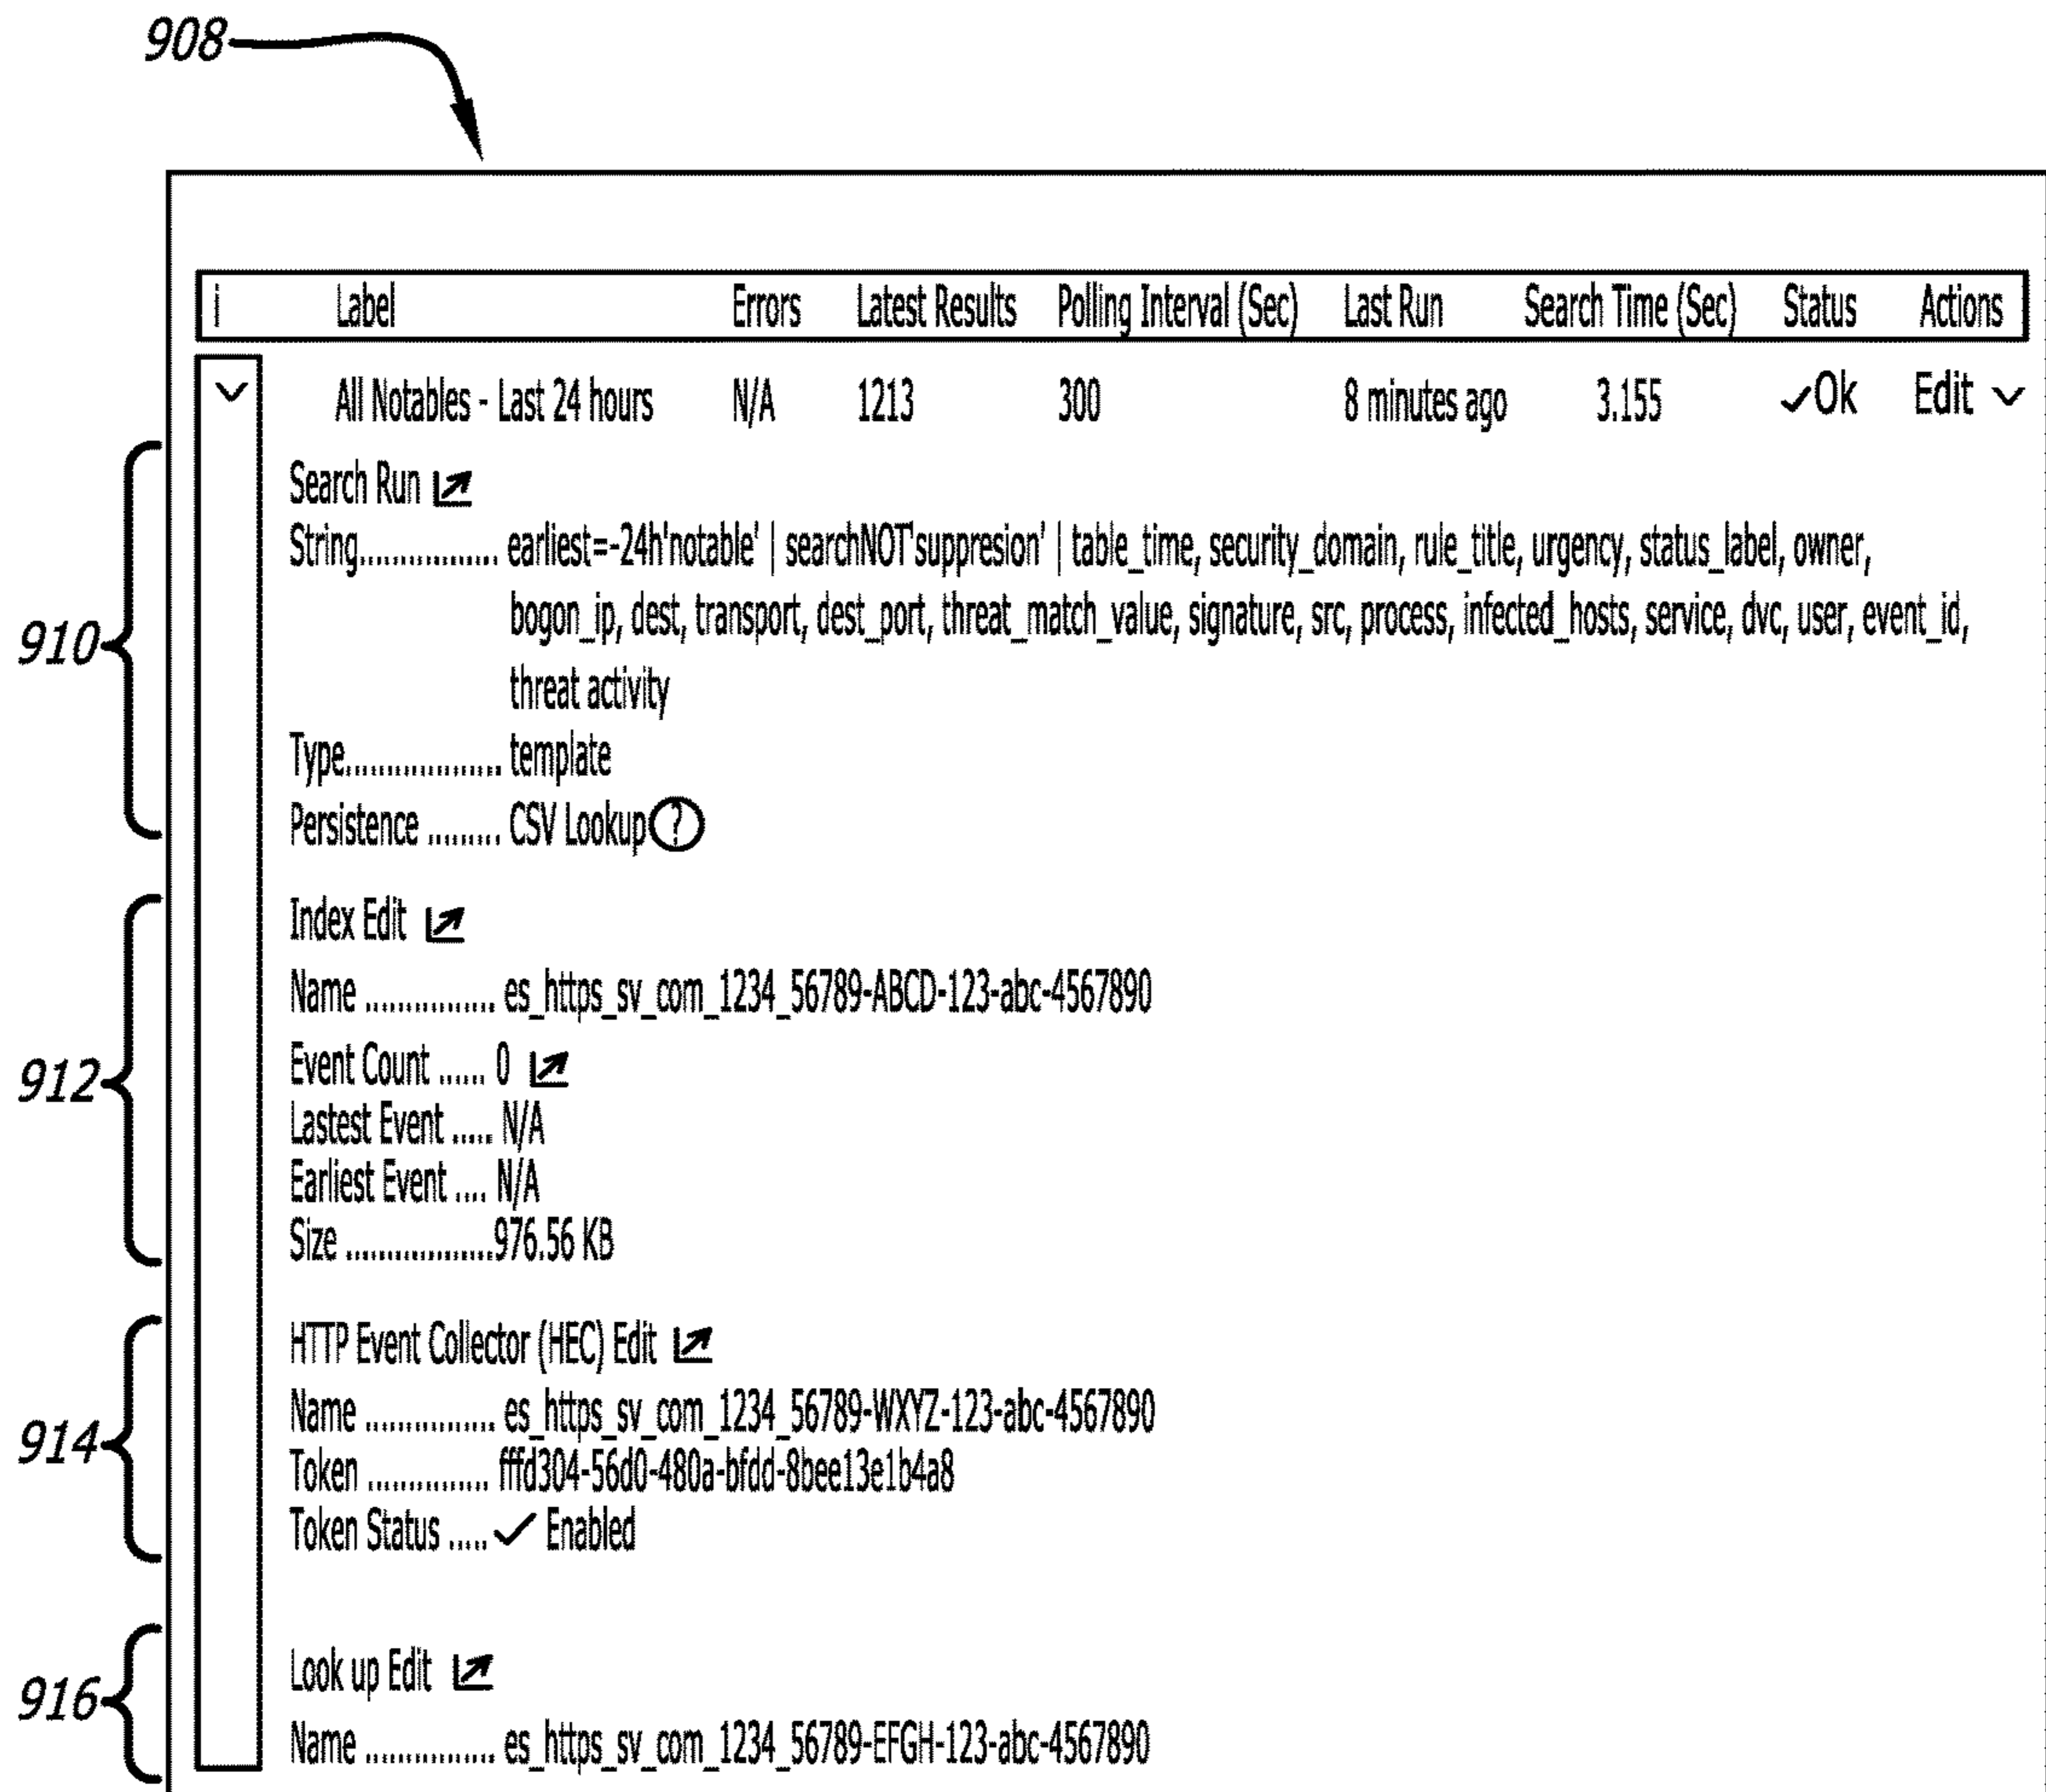 908
i Label Errors Latest Results Polling Interval (Sec) Last Run Search Time (Sec) Status Actions
All Notables - Last 24 hours N/A 1213 300 8 minutes ago 3.155 Ok Edit
Search Run
String................ earliest=-24h'notable' | searchNOT'suppresion' | table_time, security_domain, rule_title, urgency, status_label, owner,
bogon_ip, dest, transport, dest_port, threat_match_value, signature, src, process, infected_hosts, service, dvc, user, event_id,
910
threat activity
Type................... template
Persistence ......... CSV Lookup ?
Index Edit
Name ................ es_https_sv_com_1234_56789-ABCD-123-abc-4567890
912
Event Count ...... 0
Lastest Event ..... N/A
Earliest Event .... N/A
Size ..................976.56 KB
HTTP Event Collector (HEC) Edit
Name ................ es_https_sv_com_1234_56789-WXYZ-123-abc-4567890
914
Token ............... fffd304-56d0-480a-bfdd-8bee13e1b4a8
Token Status ..... Enabled
Look up Edit
916
Name ................ es_https_sv_com_1234_56789-EFGH-123-abc-4567890